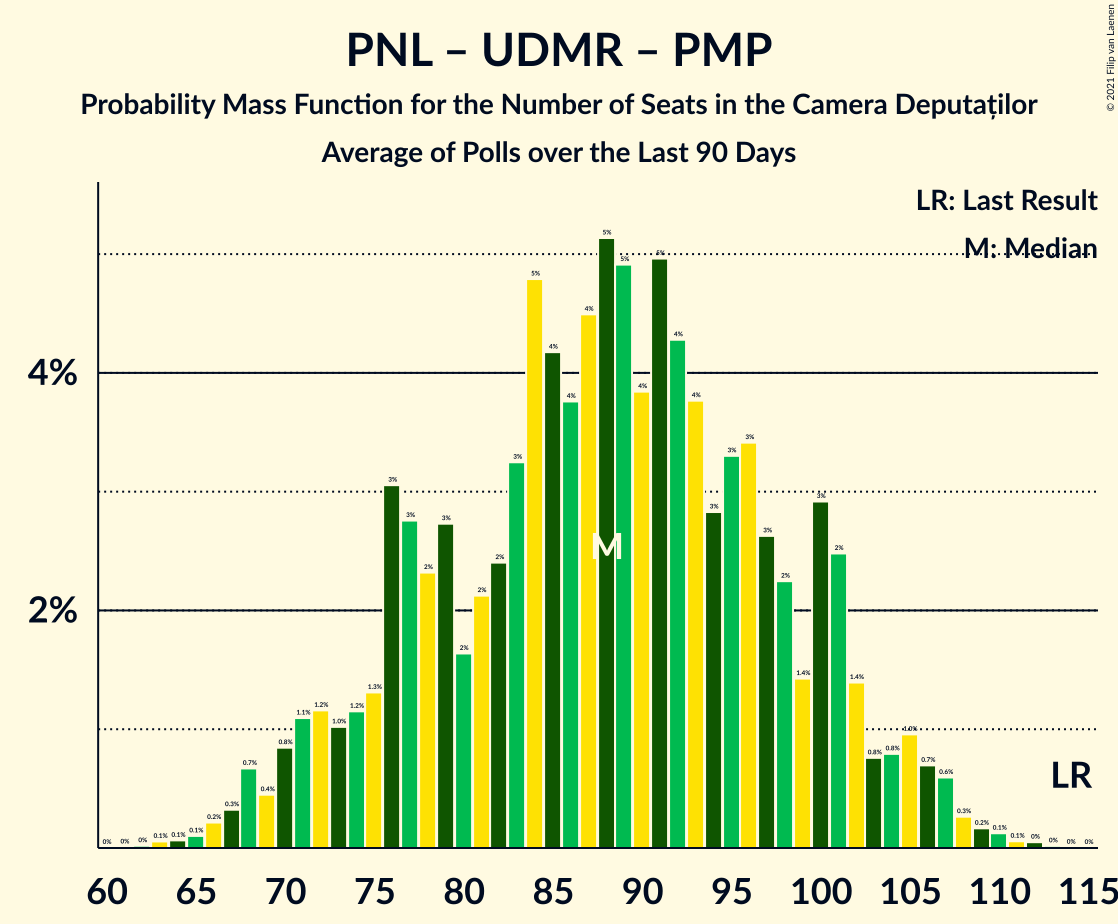 PNL – UDMR – PMP
Probability Mass Function for the Number of Seats in the Camera Deputaților
Average of Polls over the Last 90 Days
© 2021 Filip van Laenen
LR: Last Result
M: Median
4%
2%
0% 0% 0% 0.1% 0.1% 0.1% 0.2% 0.3% 0.7% 0.4% 0.8% 1.1% 1.2% 1.0% 1.2% 1.3% 3% 3% 2% 3% 2% 2% 2% 3% 5% 4% 4% 4% 5% 5% 4% 5% 4% 4% 3% 3% 3% 3% 2% 1.4% 3% 2% 1.4% 0.8% 0.8% 1.0% 0.7% 0.6% 0.3% 0.2% 0.1% 0.1% 0% 0% 0% 0%
M
LR
60 65 70 75 80 85 90 95 100 105 110 115